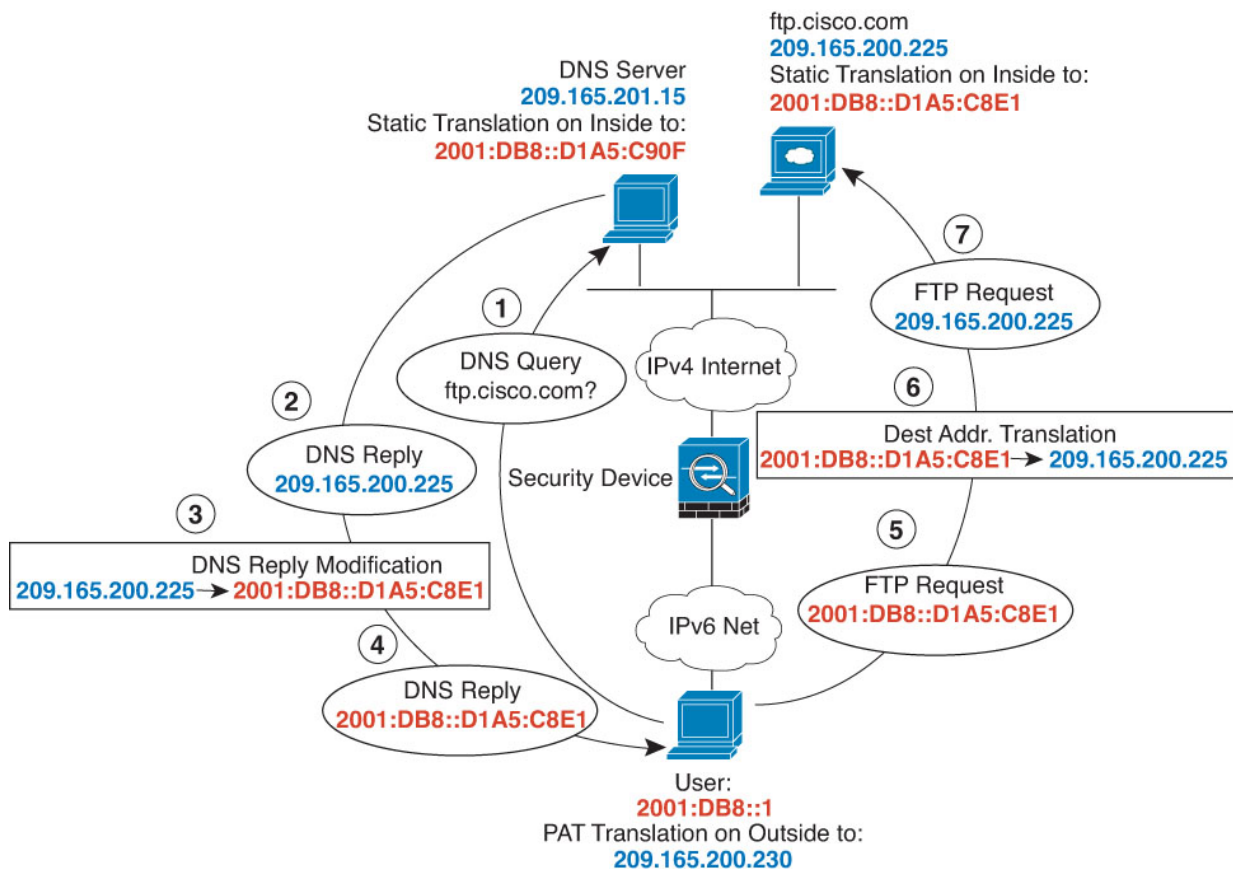 ftp.cisco.com
209.165.200.225
Static Translation on Inside to:
2001:DB8::D1A5:C8E1
DNS Server
209.165.201.15
Static Translation on Inside to:
2001:DB8::D1A5:C90F
7
FTP Request
209.165.200.225
1
DNS Query
ftp.cisco.com?
IPv4 Internet
2
DNS Reply
209.165.200.225
6
Dest Addr. Translation
2001:DB8::D1A5:C8E1 → 209.165.200.225
Security Device
3
DNS Reply Modification
209.165.200.225 → 2001:DB8::D1A5:C8E1
5
FTP Request
2001:DB8::D1A5:C8E1
IPv6 Net
4
DNS Reply
2001:DB8::D1A5:C8E1
User:
2001:DB8::1
PAT Translation on Outside to:
209.165.200.230